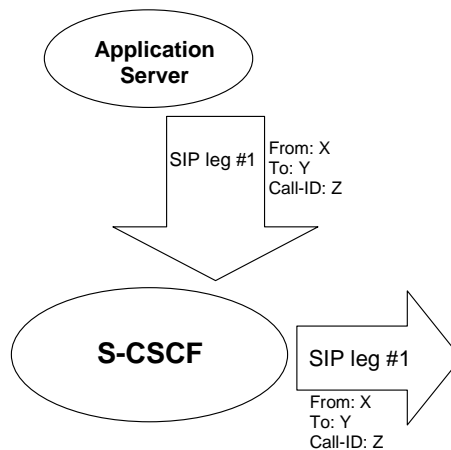 Application
Server
SIP leg #1
From: X
To: Y
Call-ID: Z
S-CSCF
SIP leg #1
From: X
To: Y
Call-ID: Z